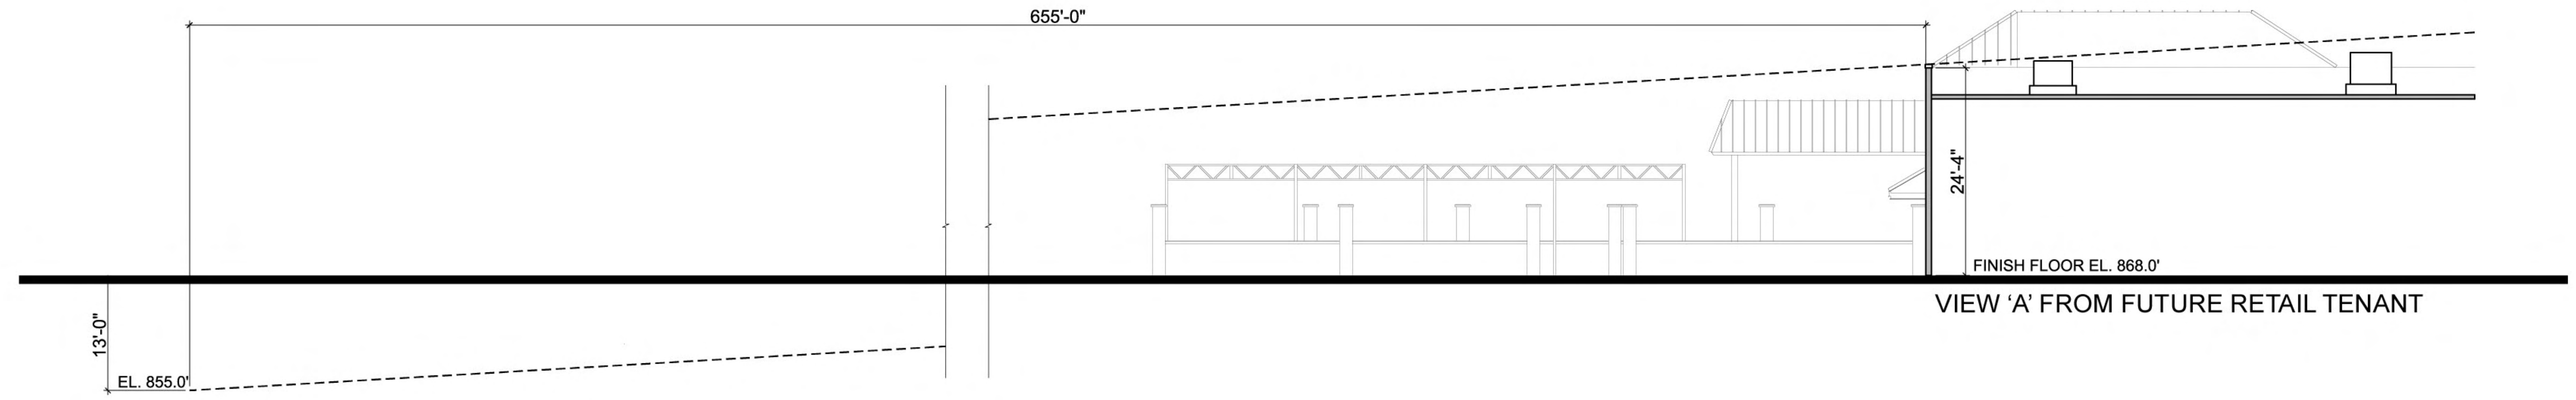 655'-0"
24'-4"
FINISH FLOOR EL. 868.0'
VIEW ‘A’ FROM FUTURE RETAIL TENANT
13'-0"
EL. 855.0'